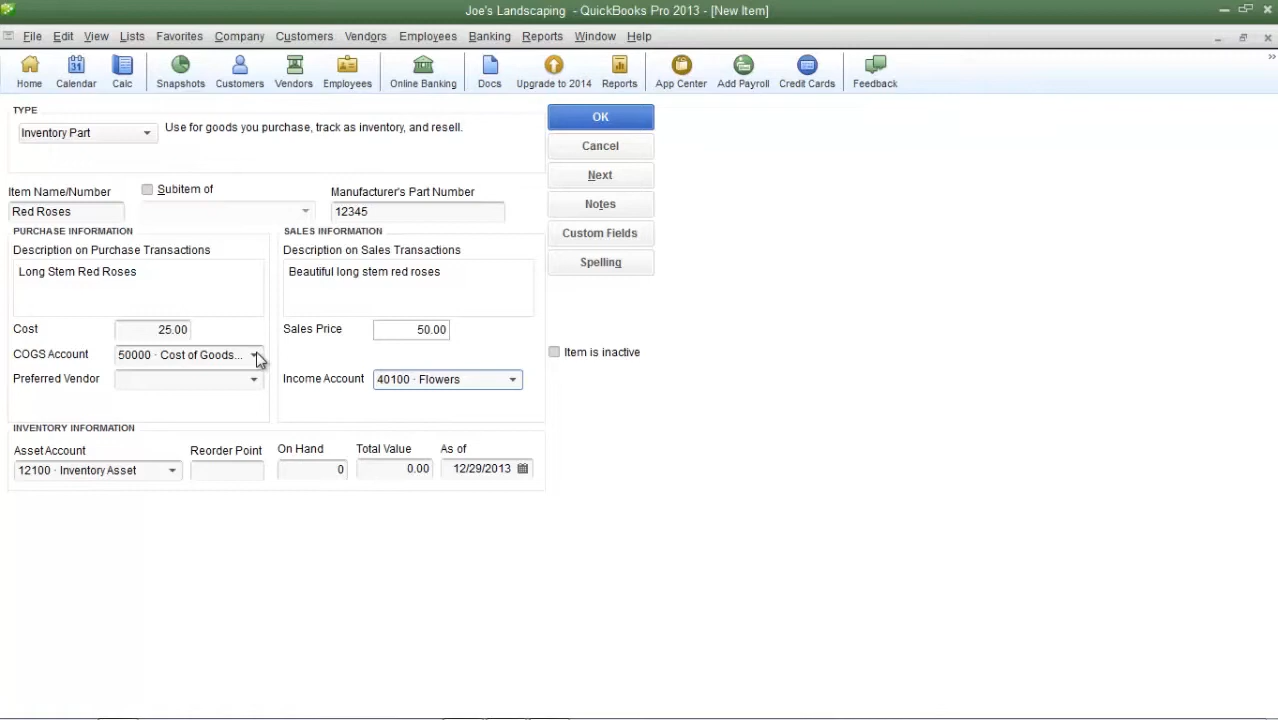 Joe's Landscaping - QuickBooks Pro 2013 - [New Item]
File Edit View Lists Favorites Company Customers Vendors Employees Banking Reports Window Help
31
Home Calendar Calc Snapshots Customers Vendors Employees Online Banking Docs Upgrade to 2014 Reports App Center Add Payroll Credit Cards Feedback
TYPE
Inventory Part
Use for goods you purchase, track as inventory, and resell.
OK
Cancel
Next
Notes
Custom Fields
Spelling
Item Name/Number
Subitem of
Manufacturer's Part Number
Red Roses
12345
PURCHASE INFORMATION
Description on Purchase Transactions
Long Stem Red Roses
Cost 25.00
COGS Account 50000 · Cost of Goods...
Preferred Vendor
SALES INFORMATION
Description on Sales Transactions
Beautiful long stem red roses
Sales Price 50.00
Income Account 40100 · Flowers
Item is inactive
INVENTORY INFORMATION
Asset Account Reorder Point On Hand Total Value As of
12100 · Inventory Asset 0 0.00 12/29/2013